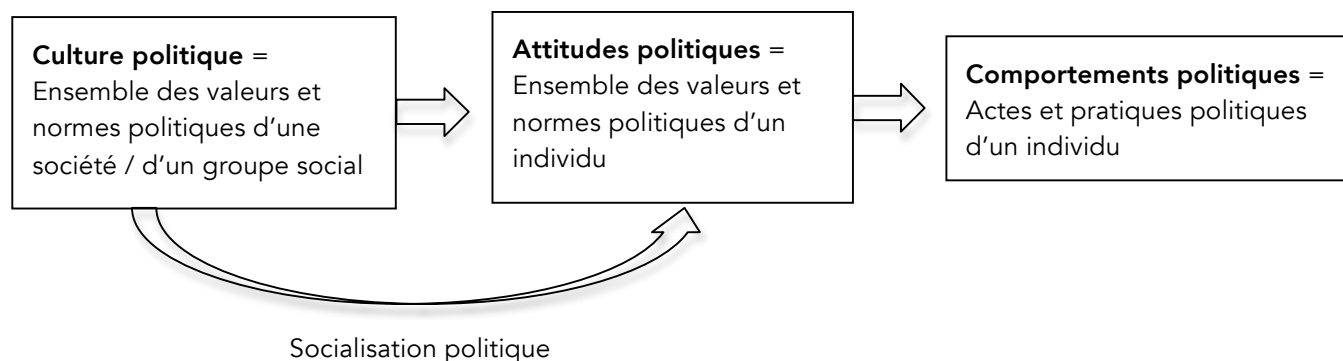 Culture politique =
Ensemble des valeurs et
normes politiques d’une
société / d’un groupe social
Attitudes politiques =
Ensemble des valeurs et
normes politiques d’un
individu
Comportements politiques =
Actes et pratiques politiques
d’un individu
Socialisation politique